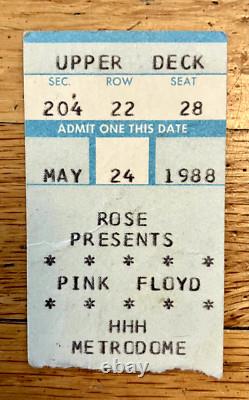 UPPER DECK
SEC. ROW SEAT
204 22 28
ADMIT ONE THIS DATE
MAY 24 1988
ROSE
PRESENTS
* * * * *
PINK FLOYD
* * * * *
HHH
METRODOME
ebay